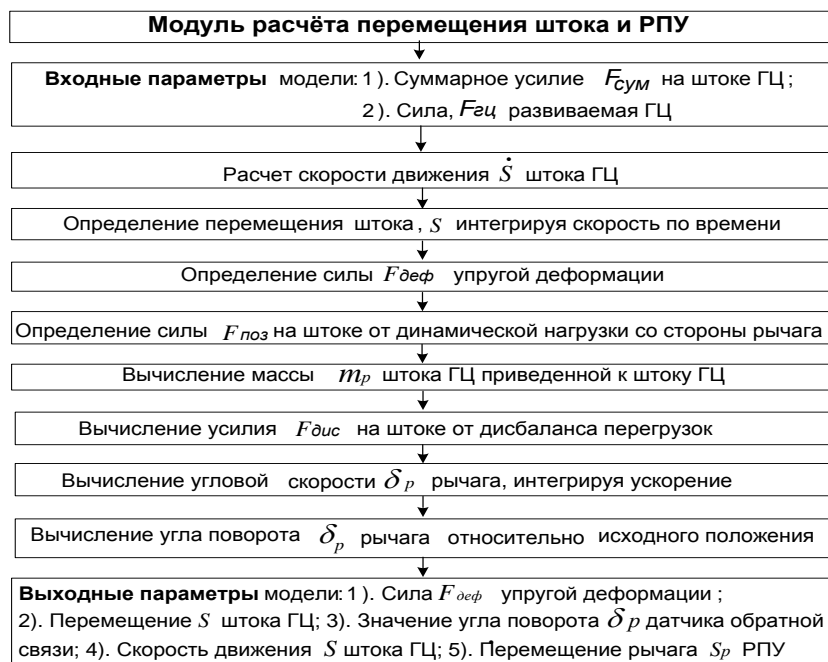 Модуль расчёта перемещения штока и РПУ
Входные параметры модели: 1). Суммарное усилие Fсум на штоке ГЦ;
2). Сила, Fгц развиваемая ГЦ
Расчет скорости движения Ṡ штока ГЦ
Определение перемещения штока, S интегрируя скорость по времени
Определение силы Fдеф упругой деформации
Определение силы Fпоз на штоке от динамической нагрузки со стороны рычага
Вычисление массы mp штока ГЦ приведенной к штоку ГЦ
Вычисление усилия Fдис на штоке от дисбаланса перегрузок
Вычисление угловой скорости δp рычага, интегрируя ускорение
Вычисление угла поворота δp рычага относительно исходного положения
Выходные параметры модели: 1). Сила Fдеф упругой деформации;
2). Перемещение S штока ГЦ; 3). Значение угла поворота δp датчика обратной
связи; 4). Скорость движения S штока ГЦ; 5). Перемещение рычага Sp РПУ